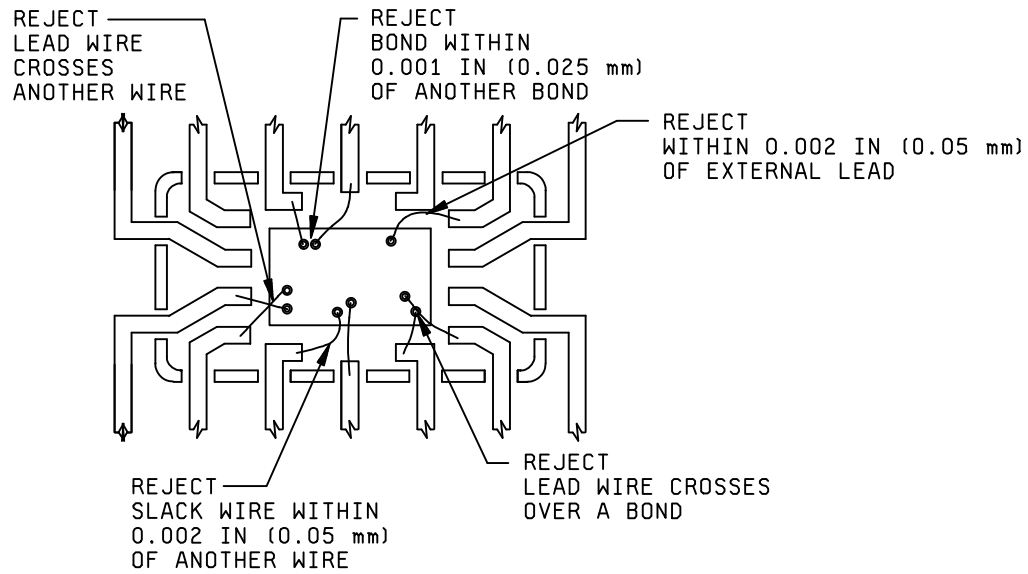 REJECT
LEAD WIRE
CROSSES
ANOTHER WIRE
REJECT
BOND WITHIN
0.001 IN (0.025 mm)
OF ANOTHER BOND
REJECT
WITHIN 0.002 IN (0.05 mm)
OF EXTERNAL LEAD
REJECT
SLACK WIRE WITHIN
0.002 IN (0.05 mm)
OF ANOTHER WIRE
REJECT
LEAD WIRE CROSSES
OVER A BOND